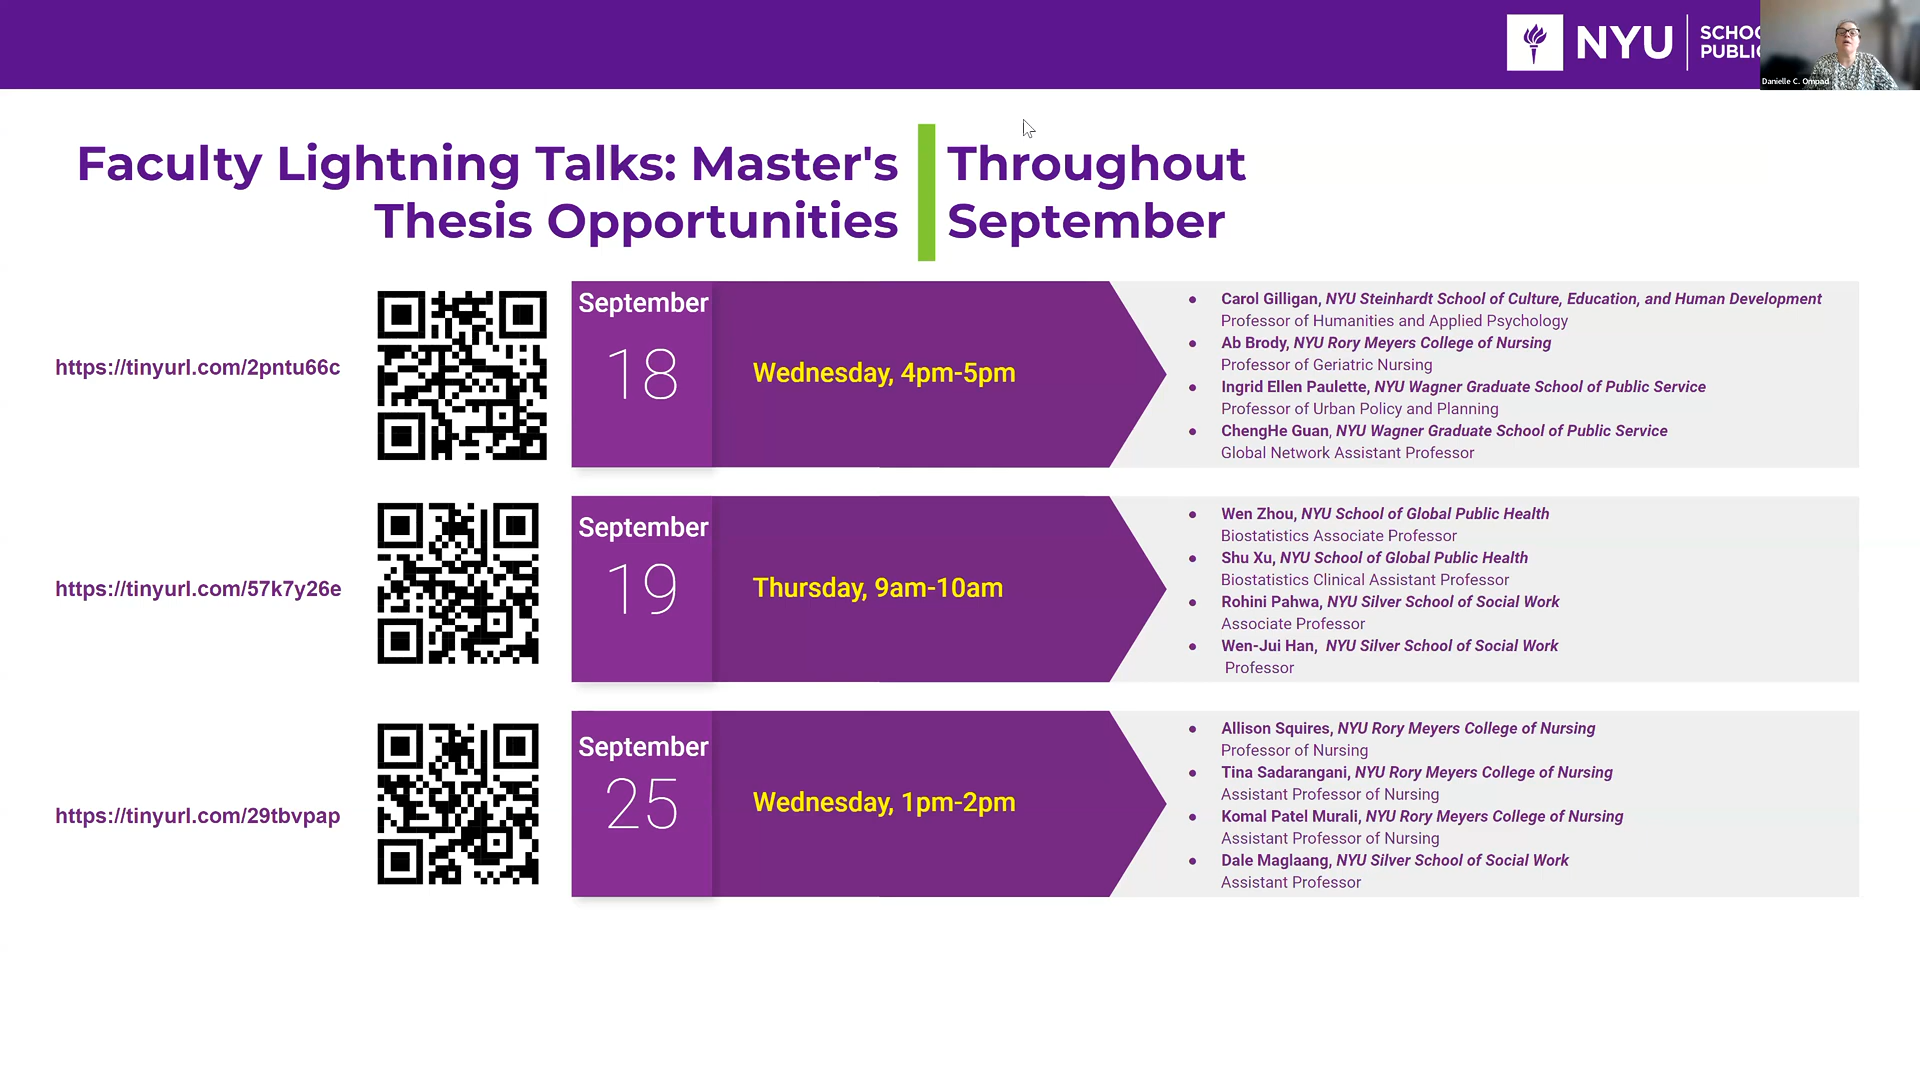 NYU
SCHOO
PUBLIC
Danielle C. Ompad
Faculty Lightning Talks: Master's
Thesis Opportunities
Throughout
September
https://tinyurl.com/2pntu66c
September
18
Wednesday, 4pm-5pm
● Carol Gilligan, NYU Steinhardt School of Culture, Education, and Human Development
Professor of Humanities and Applied Psychology
● Ab Brody, NYU Rory Meyers College of Nursing
Professor of Geriatric Nursing
● Ingrid Ellen Paulette, NYU Wagner Graduate School of Public Service
Professor of Urban Policy and Planning
● ChengHe Guan, NYU Wagner Graduate School of Public Service
Global Network Assistant Professor
https://tinyurl.com/57k7y26e
September
19
Thursday, 9am-10am
● Wen Zhou, NYU School of Global Public Health
Biostatistics Associate Professor
● Shu Xu, NYU School of Global Public Health
Biostatistics Clinical Assistant Professor
● Rohini Pahwa, NYU Silver School of Social Work
Associate Professor
● Wen-Jui Han, NYU Silver School of Social Work
Professor
https://tinyurl.com/29tbvpap
September
25
Wednesday, 1pm-2pm
● Allison Squires, NYU Rory Meyers College of Nursing
Professor of Nursing
● Tina Sadarangani, NYU Rory Meyers College of Nursing
Assistant Professor of Nursing
● Komal Patel Murali, NYU Rory Meyers College of Nursing
Assistant Professor of Nursing
● Dale Maglaang, NYU Silver School of Social Work
Assistant Professor